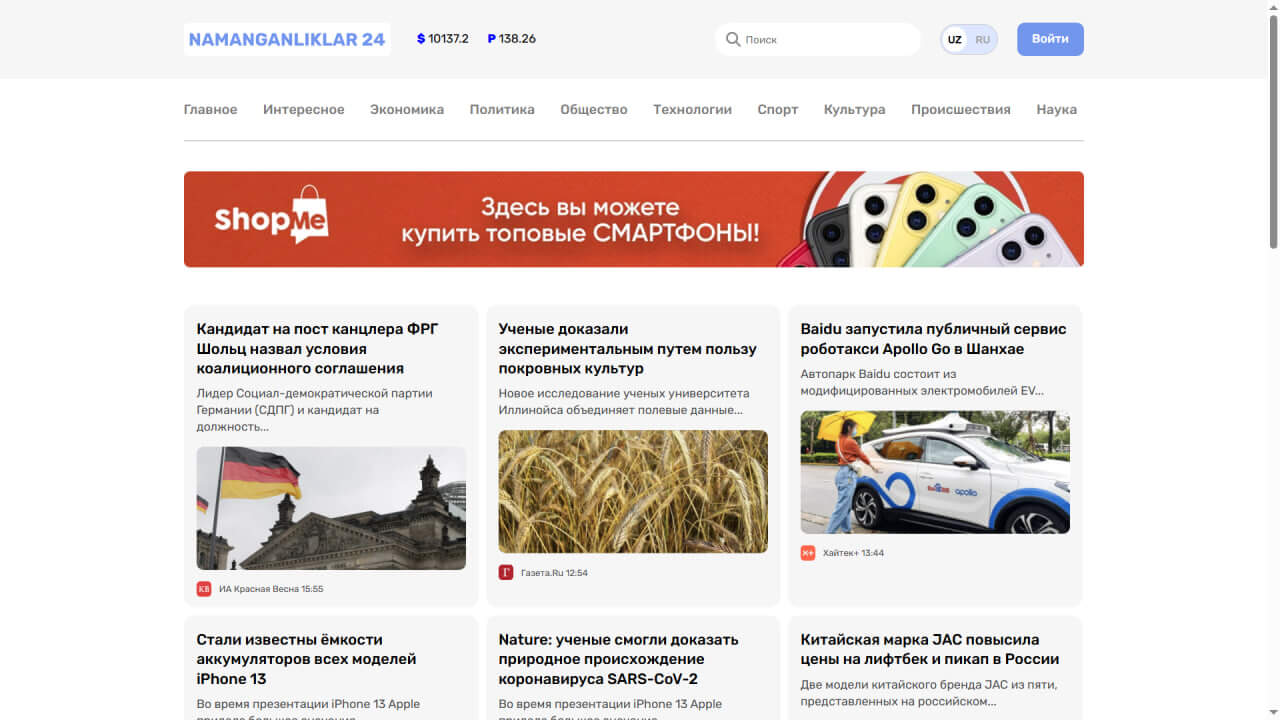 NAMANGANLIKLAR 24
$ 10137.2
₽ 138.26
Поиск
UZ
RU
Войти
Главное
Интересное
Экономика
Политика
Общество
Технологии
Спорт
Культура
Происшествия
Наука
ShopMe
Здесь вы можете
купить топовые СМАРТФОНЫ!
Кандидат на пост канцлера ФРГ
Шольц назвал условия
коалиционного соглашения
Лидер Социал-демократической партии
Германии (СДПГ) и кандидат на
должность...
КВ
ИА Красная Весна 15:55
Ученые доказали
экспериментальным путем пользу
покровных культур
Новое исследование ученых университета
Иллинойса объединяет полевые данные...
Г
Газета.Ru 12:54
Baidu запустила публичный сервис
роботакси Apollo Go в Шанхае
Автопарк Baidu состоит из
модифицированных электромобилей EV...
apollo
Х+
Хайтек+ 13:44
Стали известны ёмкости
аккумуляторов всех моделей
iPhone 13
Во время презентации iPhone 13 Apple
Nature: ученые смогли доказать
природное происхождение
коронавируса SARS-CoV-2
Во время презентации iPhone 13 Apple
Китайская марка JAC повысила
цены на лифтбек и пикап в России
Две модели китайского бренда JAC из пяти,
представленных на российском...